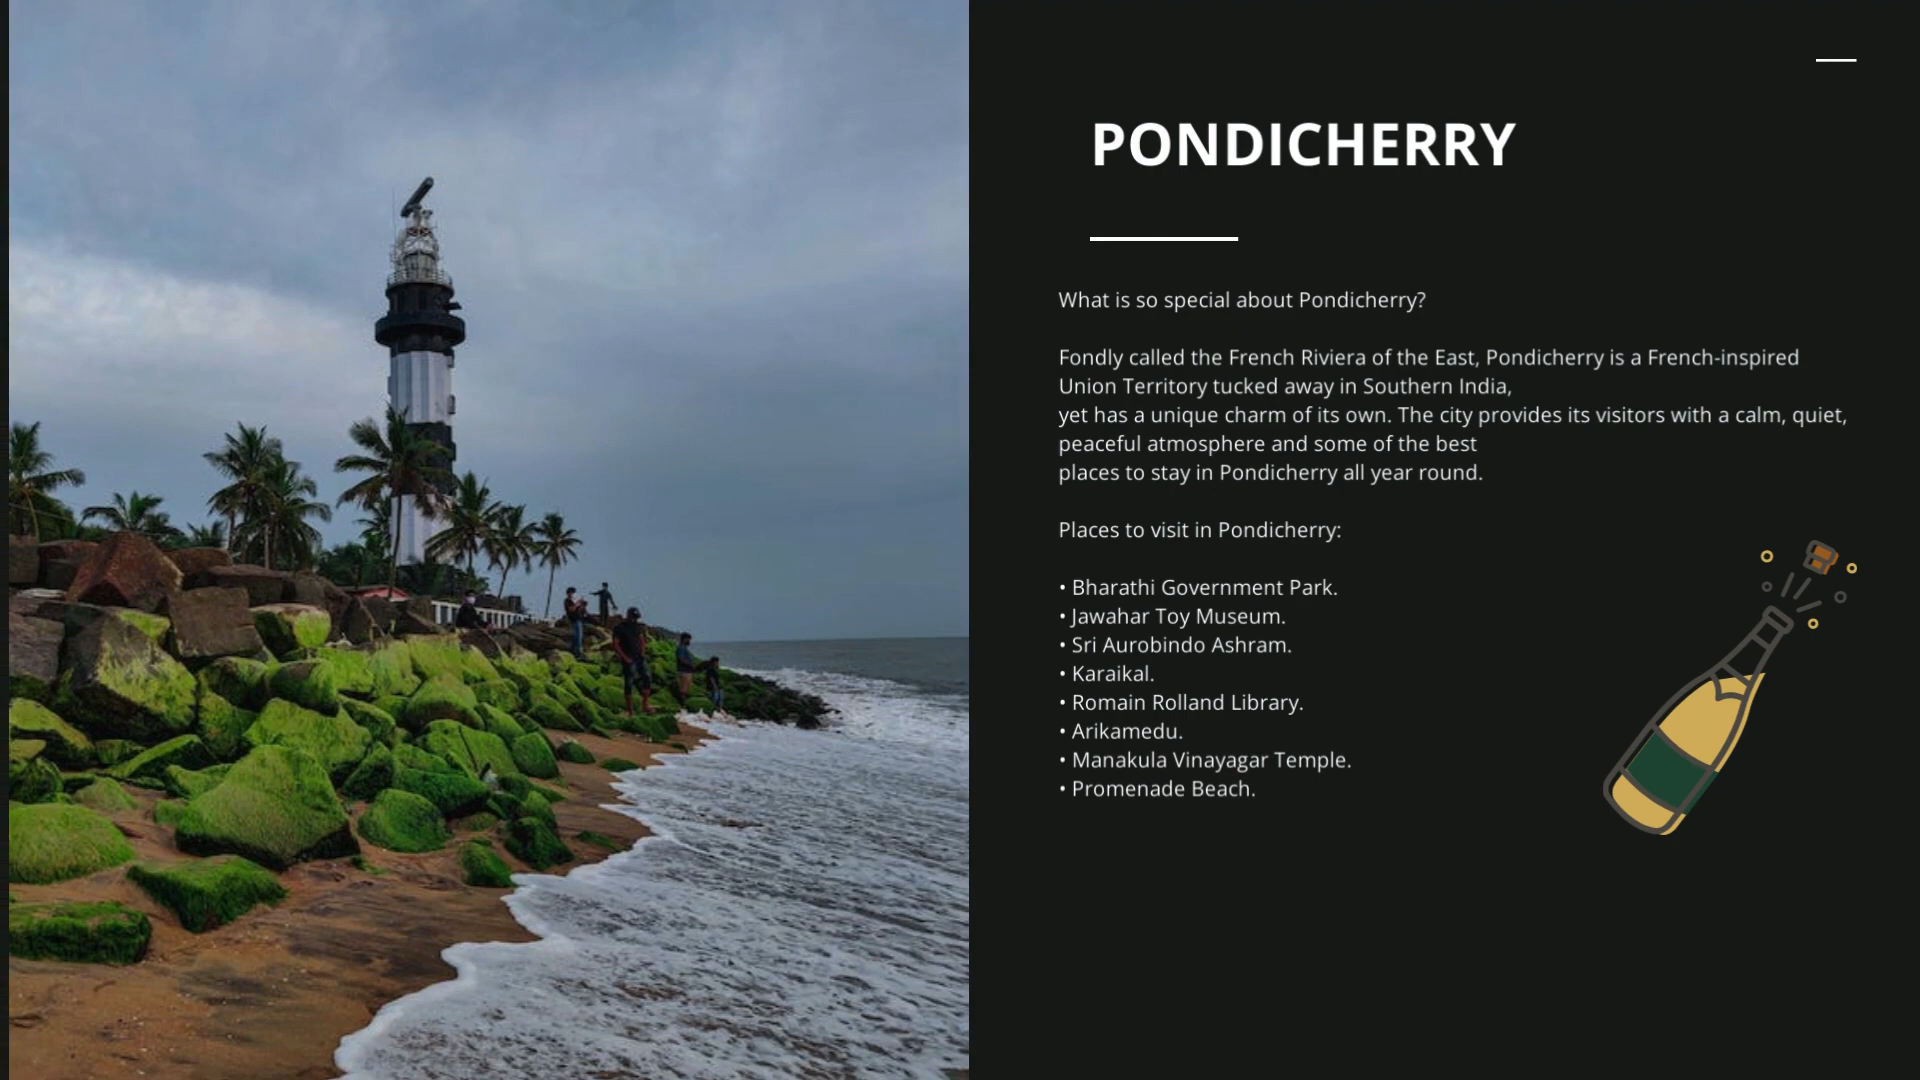 PONDICHERRY
What is so special about Pondicherry?
Fondly called the French Riviera of the East, Pondicherry is a French-inspired
Union Territory tucked away in Southern India,
yet has a unique charm of its own. The city provides its visitors with a calm, quiet,
peaceful atmosphere and some of the best
places to stay in Pondicherry all year round.
Places to visit in Pondicherry:
• Bharathi Government Park.
• Jawahar Toy Museum.
• Sri Aurobindo Ashram.
• Karaikal.
• Romain Rolland Library.
• Arikamedu.
• Manakula Vinayagar Temple.
• Promenade Beach.